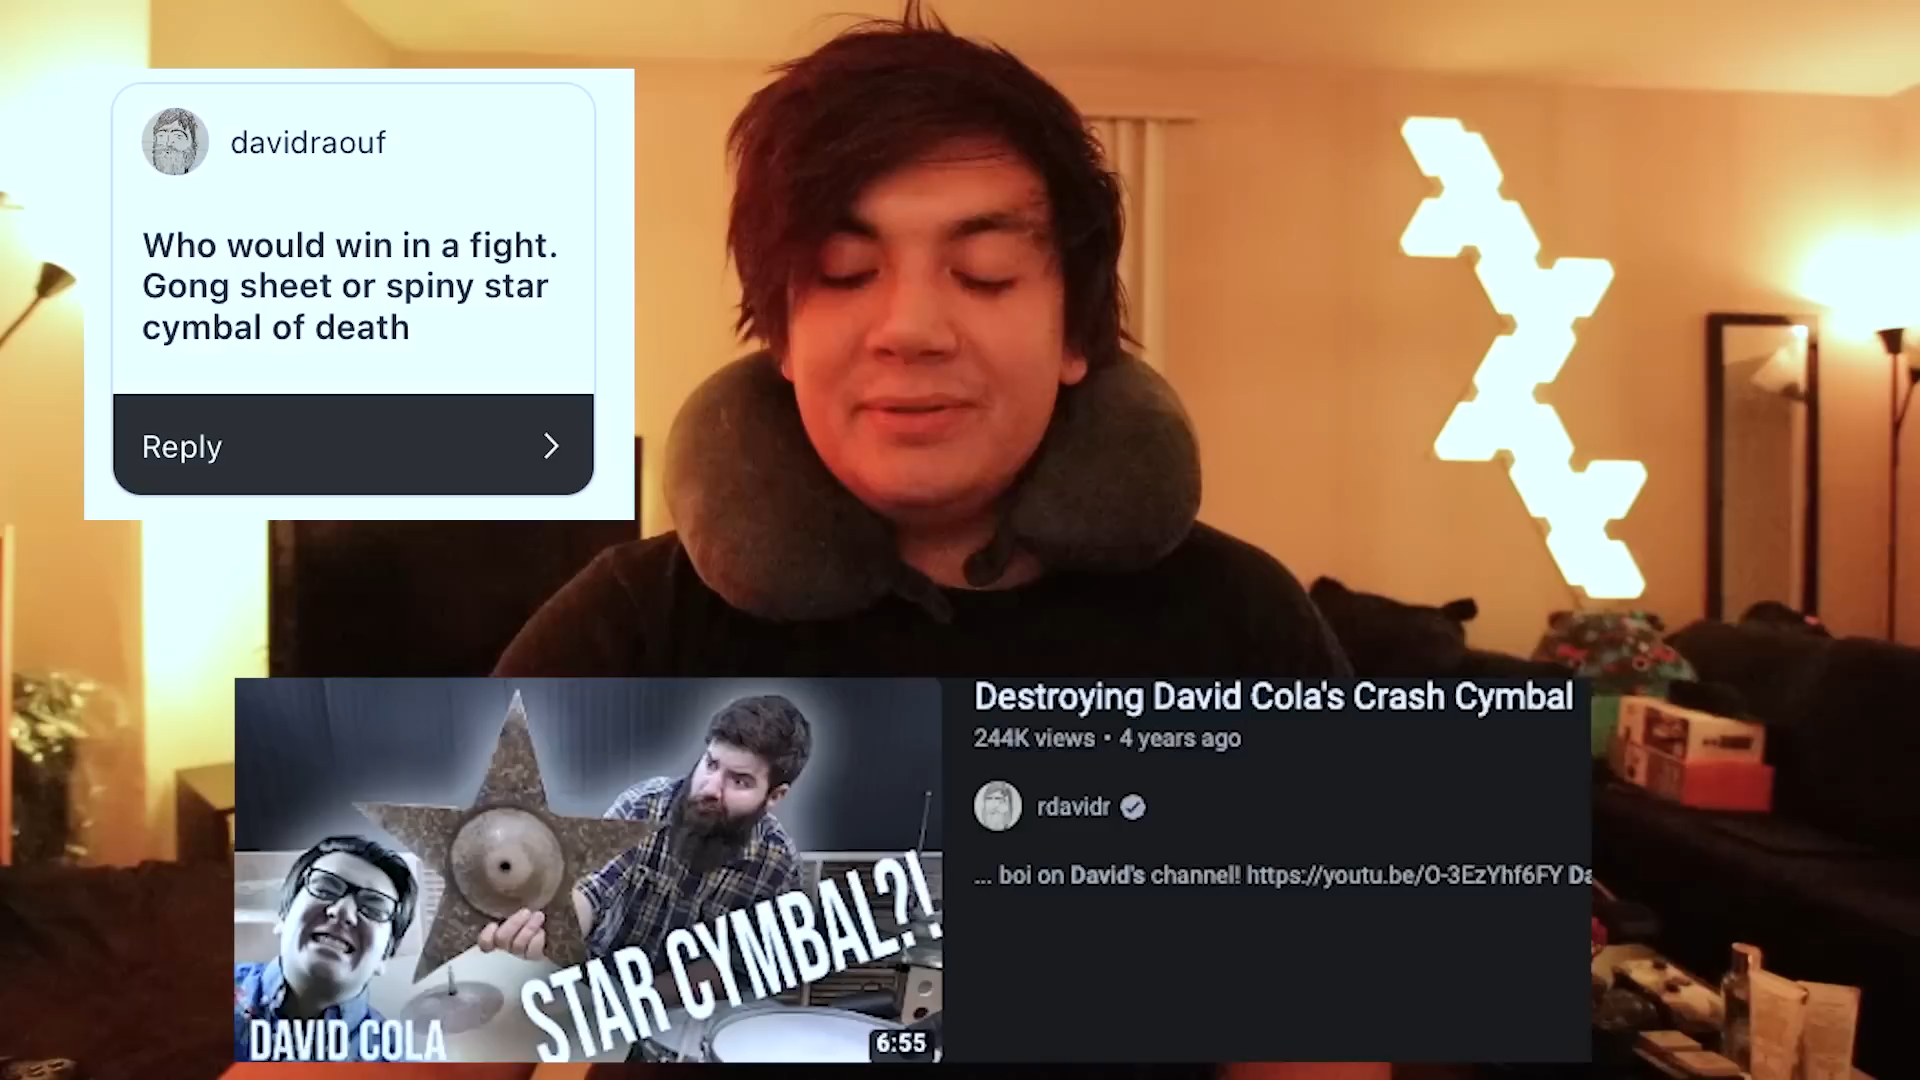 davidraouf
Who would win in a fight.
Gong sheet or spiny star
cymbal of death
Reply
Destroying David Cola's Crash Cymbal
244K views • 4 years ago
rdavidr
... boi on David's channel! https://youtu.be/O-3EzYhf6FY Da
STAR CYMBAL?!
DAVID COLA
6:55